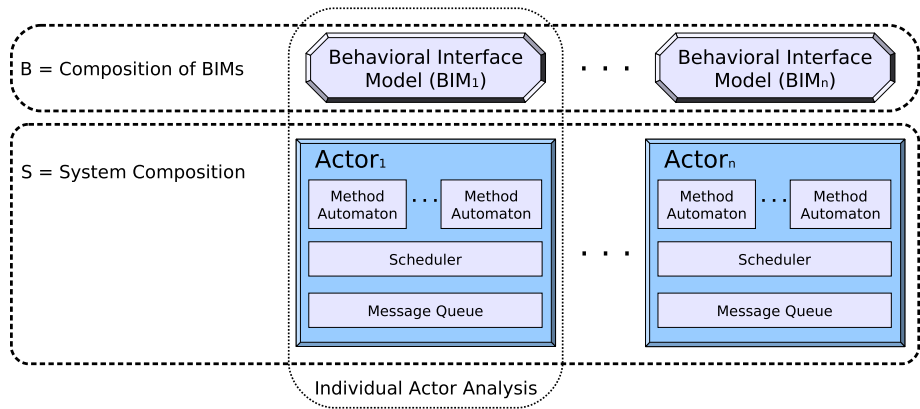 B = Composition of BIMs
Behavioral Interface
Model (BIM₁)
. . .
Behavioral Interface
Model (BIMₙ)
S = System Composition
Actor₁
Method
Automaton
...
Method
Automaton
Scheduler
Message Queue
. . .
Actorₙ
Method
Automaton
...
Method
Automaton
Scheduler
Message Queue
Individual Actor Analysis